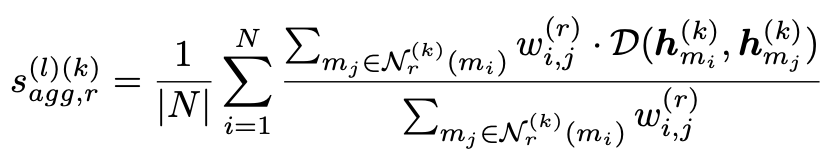 s_{agg,r}^{(l)(k)} = \frac{1}{|N|} \sum_{i=1}^{N} \frac{\sum_{m_j \in \mathcal{N}_r^{(k)}(m_i)} w_{i,j}^{(r)} \cdot \mathcal{D}(\boldsymbol{h}_{m_i}^{(k)}, \boldsymbol{h}_{m_j}^{(k)})}{\sum_{m_j \in \mathcal{N}_r^{(k)}(m_i)} w_{i,j}^{(r)}}